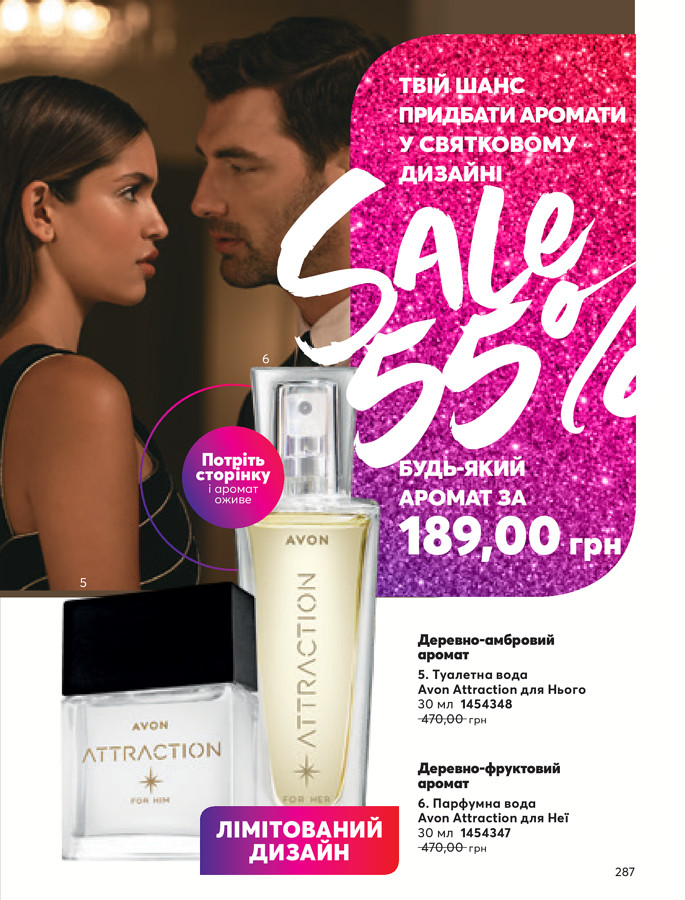 ТВІЙ ШАНС
ПРИДБАТИ АРОМАТИ
У СВЯТКОВОМУ
ДИЗАЙНІ
SALE
55%
6
БУДЬ-ЯКИЙ
АРОМАТ ЗА
189,00 грн
Потріть
сторінку
і аромат
оживе
5
AVON
ATTRACTION
FOR HER
AVON
ATTRACTION
FOR HIM
ЛІМІТОВАНИЙ
ДИЗАЙН
Деревно-амбровий
аромат
5. Туалетна вода
Avon Attraction для Нього
30 мл 1454348
470,00 грн
Деревно-фруктовий
аромат
6. Парфумна вода
Avon Attraction для Неї
30 мл 1454347
470,00 грн
287